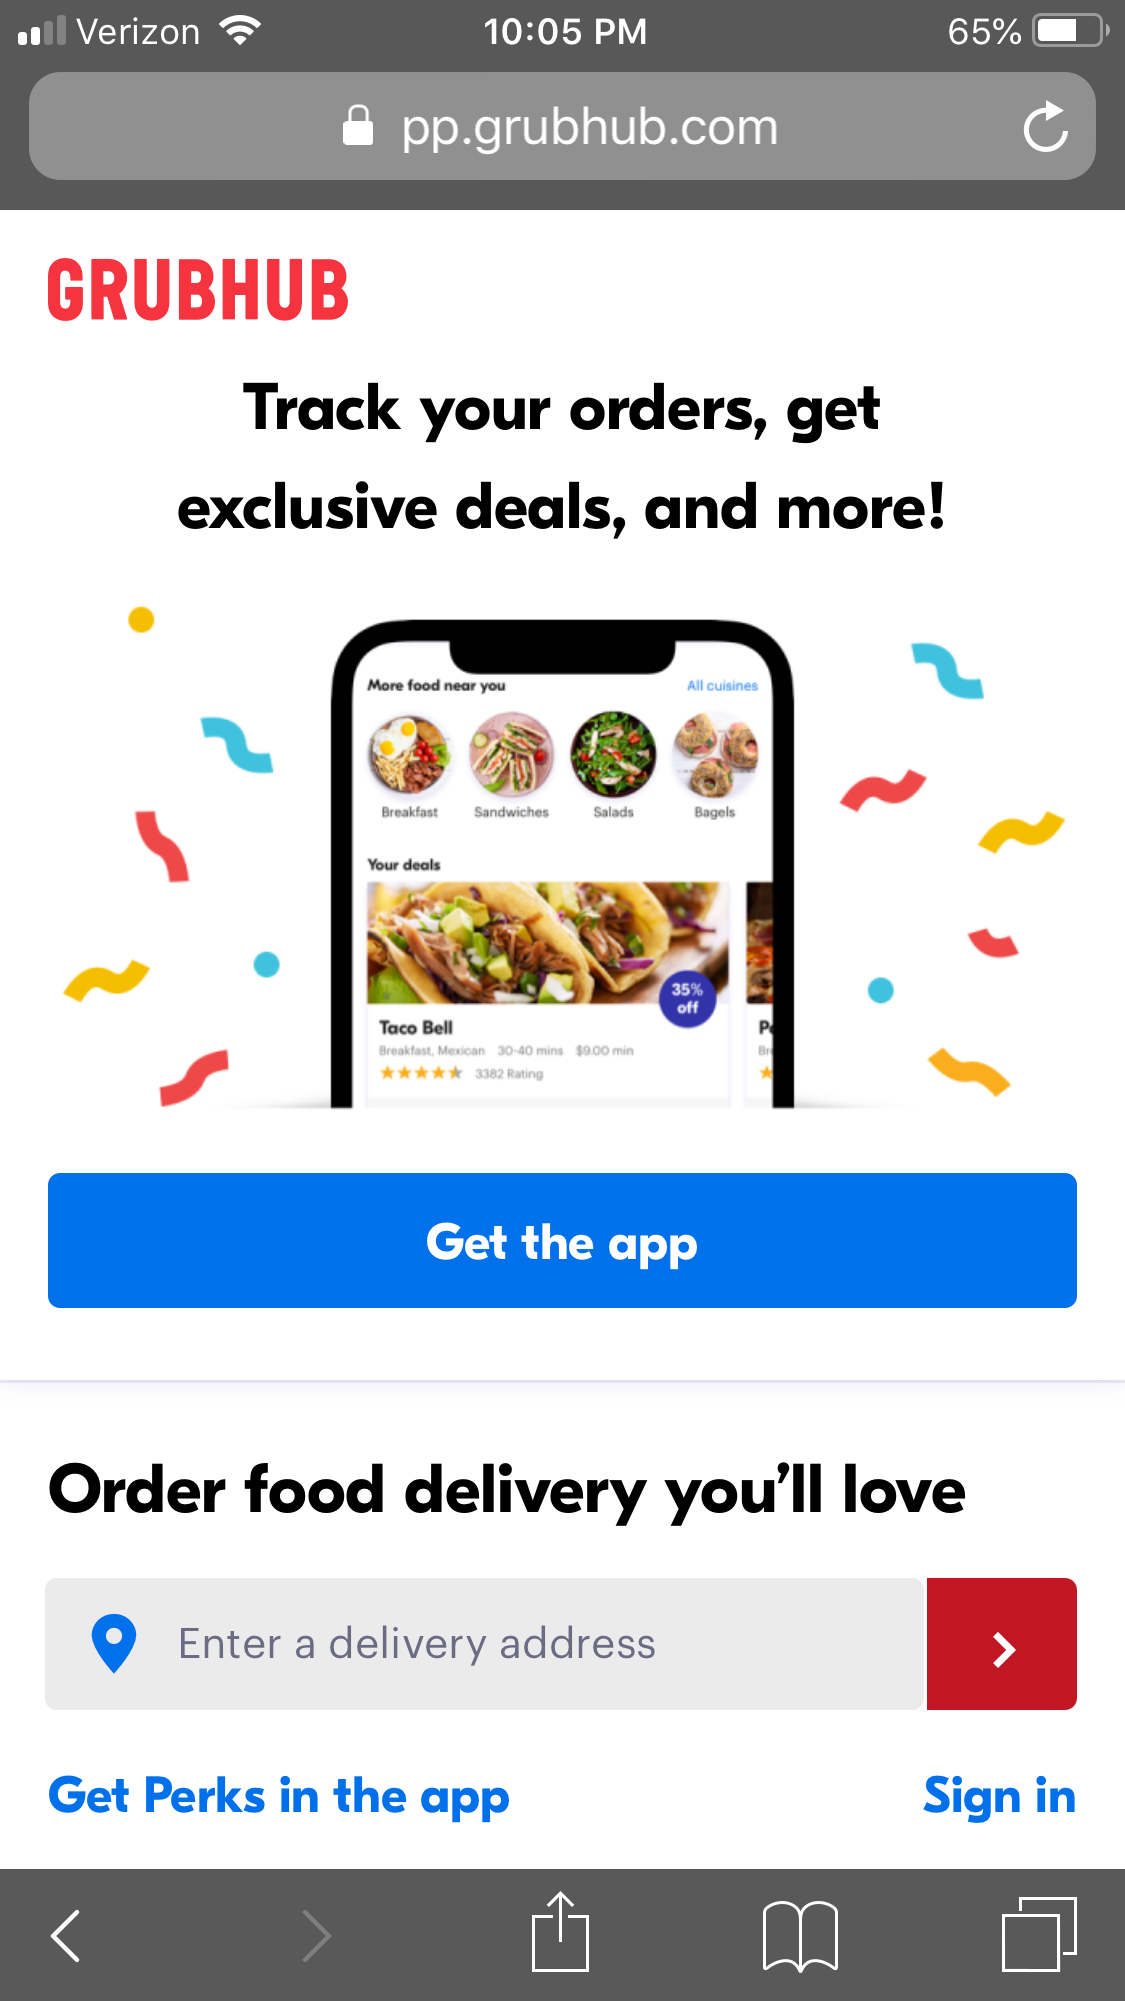 Verizon 10:05 PM 65%
pp.grubhub.com
GRUBHUB
Track your orders, get
exclusive deals, and more!
More food near you All cuisines
Breakfast Sandwiches Salads Bagels
Your deals
35%
off
Taco Bell
Breakfast, Mexican 30-40 mins $9.00 min
3382 Rating
Get the app
Order food delivery you’ll love
Enter a delivery address
Get Perks in the app Sign in